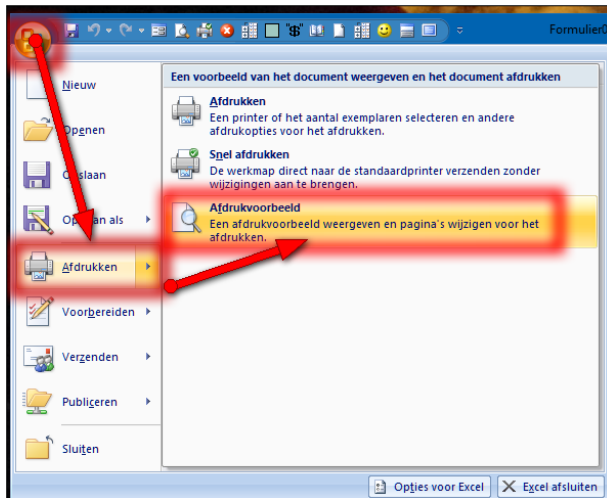 Formulier
Nieuw
Een voorbeeld van het document weergeven en het document afdrukken
Afdrukken
Een printer of het aantal exemplaren selecteren en andere
afdrukopties voor het afdrukken.
Openen
Snel afdrukken
De werkmap direct naar de standaardprinter verzenden zonder
wijzigingen aan te brengen.
Opslaan
Afdrukvoorbeeld
Een afdrukvoorbeeld weergeven en pagina's wijzigen voor het
afdrukken.
Opslaan als
Afdrukken
Voorbereiden
Verzenden
Publiceren
Sluiten
Opties voor Excel
Excel afsluiten